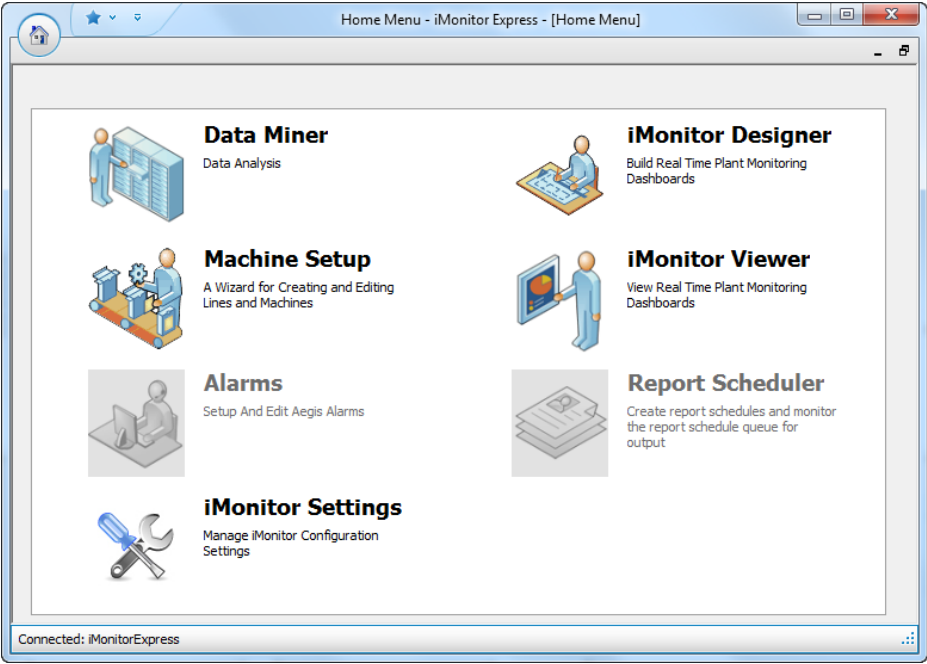 Home Menu - iMonitor Express - [Home Menu]
Data Miner
Data Analysis
iMonitor Designer
Build Real Time Plant Monitoring
Dashboards
Machine Setup
A Wizard for Creating and Editing
Lines and Machines
iMonitor Viewer
View Real Time Plant Monitoring
Dashboards
Alarms
Setup And Edit Aegis Alarms
Report Scheduler
Create report schedules and monitor
the report schedule queue for
output
iMonitor Settings
Manage iMonitor Configuration
Settings
Connected: iMonitorExpress